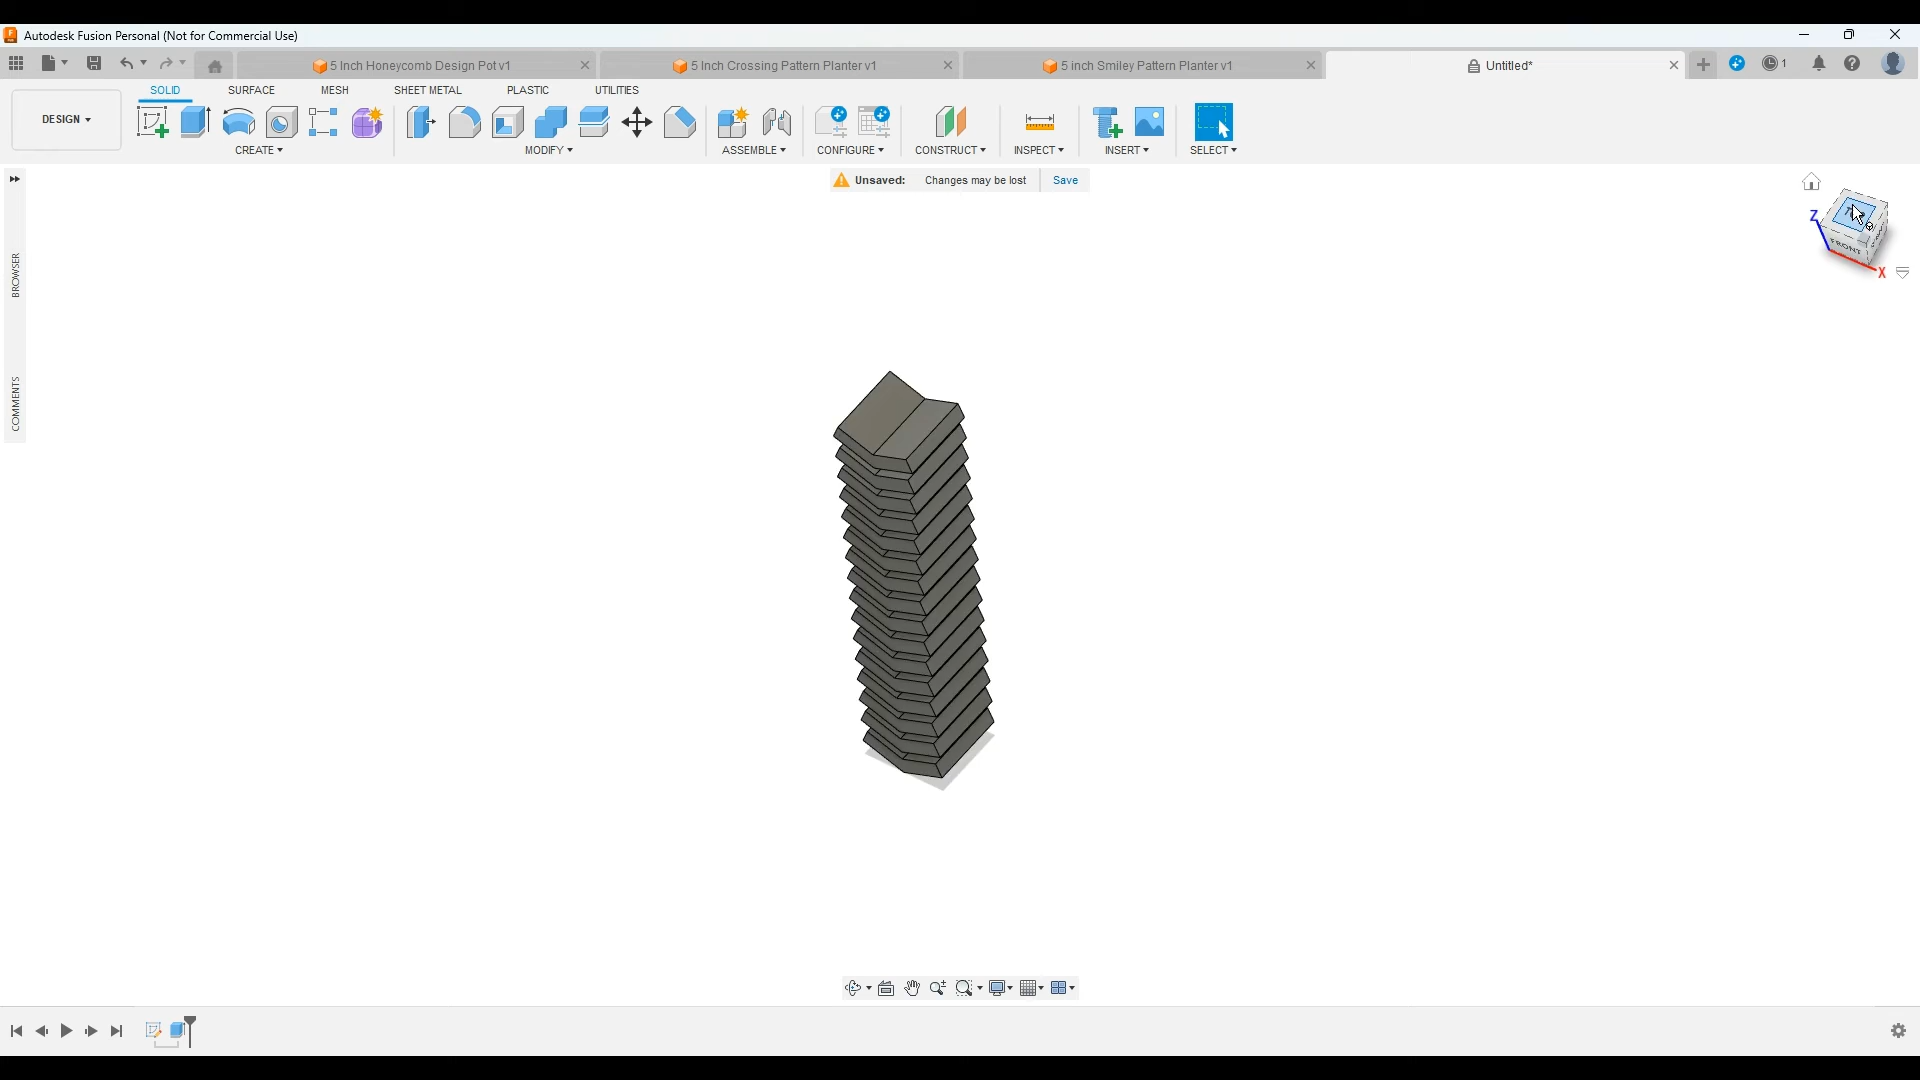 Autodesk Fusion Personal (Not for Commercial Use)
5 Inch Honeycomb Design Pot v1
5 Inch Crossing Pattern Planter v1
5 inch Smiley Pattern Planter v1
Untitled*
1
SOLID SURFACE MESH SHEET METAL PLASTIC UTILITIES
DESIGN
CREATE MODIFY ASSEMBLE CONFIGURE CONSTRUCT INSPECT INSERT SELECT
Unsaved: Changes may be lost Save
BROWSER
COMMENTS
Z
FRONT
X